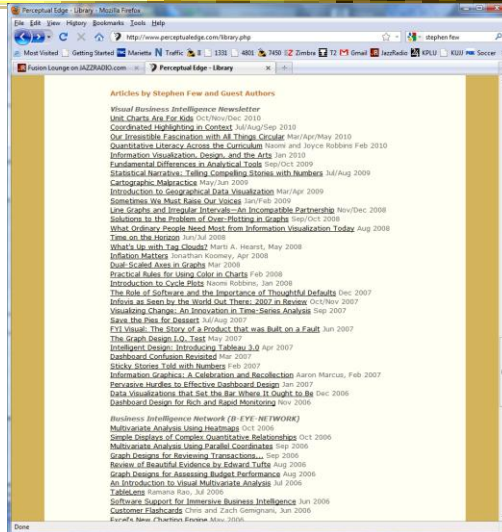 Perceptual Edge - Library - Mozilla Firefox
File Edit View History Bookmarks Tools Help
http://www.perceptualedge.com/library.php
stephen few
Most Visited Getting Started Marietta N Traffic I 1331 4801 7450 Zimbra T2 Gmail JazzRadio KPLU KUJJ Soccer
Fusion Lounge on JAZZRADIO.com Perceptual Edge - Library
Articles by Stephen Few and Guest Authors
Visual Business Intelligence Newsletter
Unit Charts Are For Kids Oct/Nov/Dec 2010
Coordinated Highlighting in Context Jul/Aug/Sep 2010
Our Irresistible Fascination with All Things Circular Mar/Apr/May 2010
Quantitative Literacy Across the Curriculum Naomi and Joyce Robbins Feb 2010
Information Visualization, Design, and the Arts Jan 2010
Fundamental Differences in Analytical Tools Sep/Oct 2009
Statistical Narrative: Telling Compelling Stories with Numbers Jul/Aug 2009
Cartographic Malpractice May/Jun 2009
Introduction to Geographical Data Visualization Mar/Apr 2009
Sometimes We Must Raise Our Voices Jan/Feb 2009
Line Graphs and Irregular Intervals—An Incompatible Partnership Nov/Dec 2008
Solutions to the Problem of Over-Plotting in Graphs Sep/Oct 2008
What Ordinary People Need Most from Information Visualization Today Aug 2008
Time on the Horizon Jun/Jul 2008
What's Up with Tag Clouds? Marti A. Hearst, May 2008
Inflation Matters Jonathan Koomey, Apr 2008
Dual-Scaled Axes in Graphs Mar 2008
Practical Rules for Using Color in Charts Feb 2008
Introduction to Cycle Plots Naomi Robbins, Jan 2008
The Role of Software and the Importance of Thoughtful Defaults Dec 2007
Infovis as Seen by the World Out There: 2007 in Review Oct/Nov 2007
Visualizing Change: An Innovation in Time-Series Analysis Sep 2007
Save the Pies for Dessert Jul/Aug 2007
FYI Visual: The Story of a Product that was Built on a Fault Jun 2007
The Graph Design I.Q. Test May 2007
Intelligent Design: Introducing Tableau 3.0 Apr 2007
Dashboard Confusion Revisited Mar 2007
Sticky Stories Told with Numbers Feb 2007
Information Graphics: A Celebration and Recollection Aaron Marcus, Feb 2007
Pervasive Hurdles to Effective Dashboard Design Jan 2007
Data Visualizations that Set the Bar Where It Ought to Be Dec 2006
Dashboard Design for Rich and Rapid Monitoring Nov 2006
Business Intelligence Network (B-EYE-NETWORK)
Multivariate Analysis Using Heatmaps Oct 2006
Simple Displays of Complex Quantitative Relationships Oct 2006
Multivariate Analysis Using Parallel Coordinates Sep 2006
Graph Designs for Reviewing Transactions... Sep 2006
Review of Beautiful Evidence by Edward Tufte Aug 2006
Graph Designs for Assessing Budget Performance Aug 2006
An Introduction to Visual Multivariate Analysis Jul 2006
TableLens Ramana Rao, Jul 2006
Software Support for Immersive Business Intelligence Jun 2006
Customer Flashcards Chris and Zach Gemignani, Jun 2006
Excel's New Charting Engine May 2006
Done